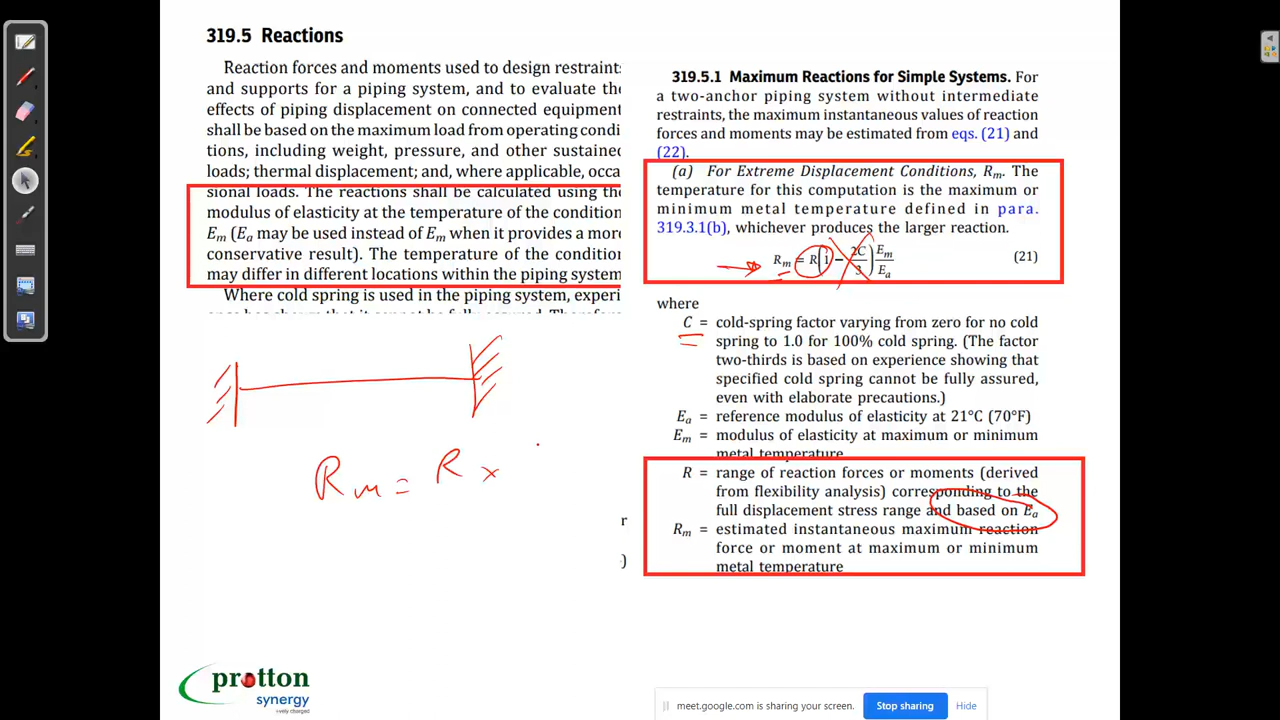 319.5 Reactions
Reaction forces and moments used to design restraints
and supports for a piping system, and to evaluate the
effects of piping displacement on connected equipment
shall be based on the maximum load from operating condi
tions, including weight, pressure, and other sustained
loads; thermal displacement; and, where applicable, occa
sional loads. The reactions shall be calculated using the
modulus of elasticity at the temperature of the condition
Em (Ea may be used instead of Em when it provides a more
conservative result). The temperature of the condition
may differ in different locations within the piping system
Where cold spring is used in the piping system, experi
Rm = R ×
r
)
319.5.1 Maximum Reactions for Simple Systems. For
a two-anchor piping system without intermediate
restraints, the maximum instantaneous values of reaction
forces and moments may be estimated from eqs. (21) and
(22).
(a) For Extreme Displacement Conditions, Rm. The
temperature for this computation is the maximum or
minimum metal temperature defined in para.
319.3.1(b), whichever produces the larger reaction.
Rm = R(1 − 2C/3) Em/Ea (21)
where
C = cold-spring factor varying from zero for no cold
spring to 1.0 for 100% cold spring. (The factor
two-thirds is based on experience showing that
specified cold spring cannot be fully assured,
even with elaborate precautions.)
Ea = reference modulus of elasticity at 21°C (70°F)
Em = modulus of elasticity at maximum or minimum
metal temperature
R = range of reaction forces or moments (derived
from flexibility analysis) corresponding to the
full displacement stress range and based on Ea
Rm = estimated instantaneous maximum reaction
force or moment at maximum or minimum
metal temperature
protton
synergy
meet.google.com is sharing your screen.
Stop sharing
Hide